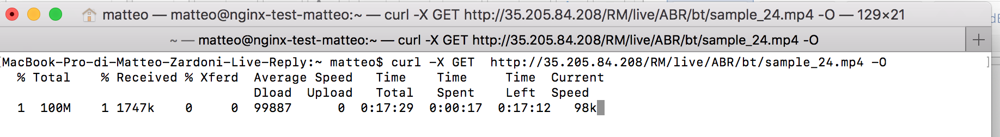 matteo — matteo@nginx-test-matteo:~ — curl -X GET http://35.205.84.208/RM/live/ABR/bt/sample_24.mp4 -O — 129×21
~ — matteo@nginx-test-matteo:~ — curl -X GET http://35.205.84.208/RM/live/ABR/bt/sample_24.mp4 -O
[MacBook-Pro-di-Matteo-Zardoni-Live-Reply:~ matteo$ curl -X GET  http://35.205.84.208/RM/live/ABR/bt/sample_24.mp4 -O ]
% Total    % Received % Xferd  Average Speed   Time    Time     Time  Current
Dload  Upload   Total   Spent    Left  Speed
1  100M    1 1747k    0     0  99887      0  0:17:29  0:00:17  0:17:12   98k